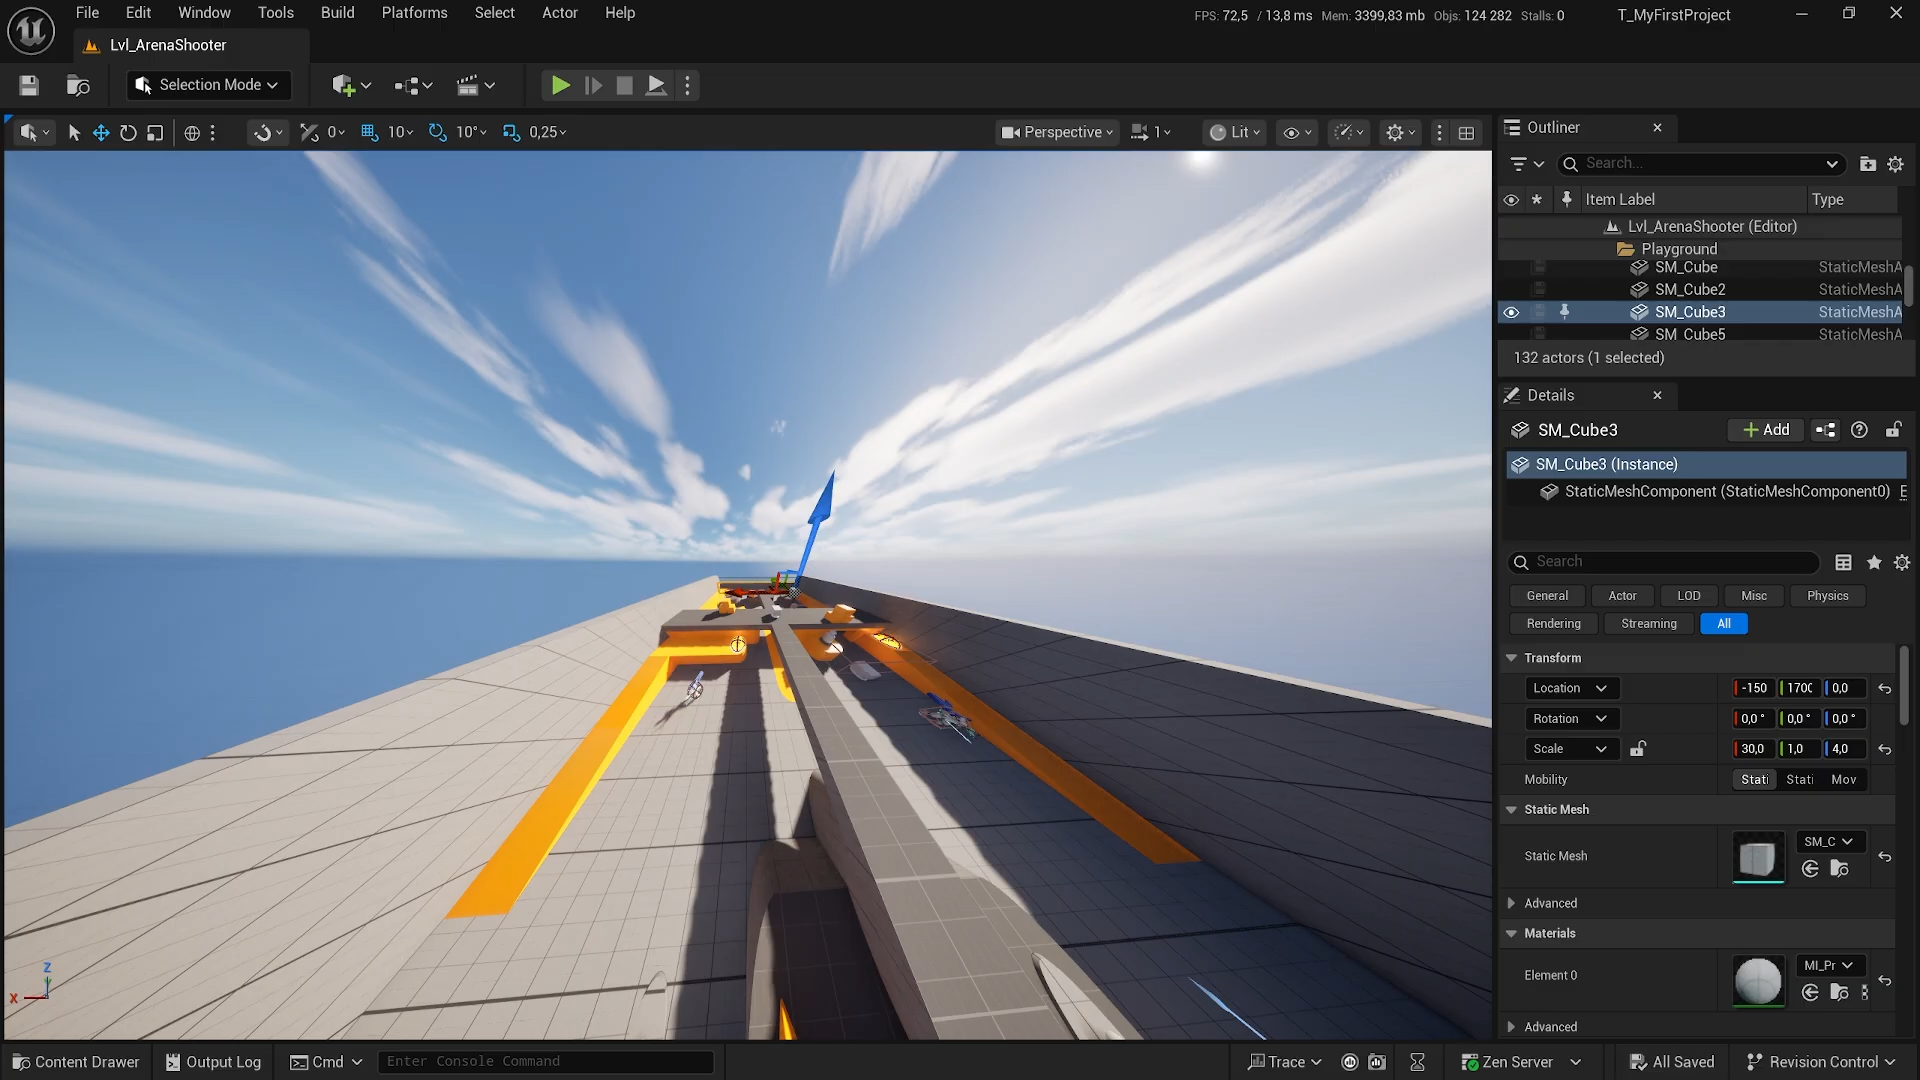 File Edit Window Tools Build Platforms Select Actor Help
FPS: 72,5 / 13,8 ms Mem: 3399,83 mb Objs: 124 282 Stalls: 0
T_MyFirstProject
Lvl_ArenaShooter
Selection Mode
0 10 10° 0,25
Perspective 1 Lit
Outliner
Search...
Item Label Type
Lvl_ArenaShooter (Editor)
Playground
SM_Cube StaticMeshA
SM_Cube2 StaticMeshA
SM_Cube3 StaticMeshA
SM_Cube5 StaticMeshA
132 actors (1 selected)
Details
SM_Cube3 Add
SM_Cube3 (Instance)
StaticMeshComponent (StaticMeshComponent0) E
Search
General Actor LOD Misc Physics
Rendering Streaming All
Transform
Location -150 1700 0,0
Rotation 0,0 ° 0,0 ° 0,0 °
Scale 30,0 1,0 4,0
Mobility Stati Stati Mov
Static Mesh
Static Mesh SM_C
Advanced
Materials
Element 0 MI_Pr
Advanced
Z
X
Content Drawer Output Log Cmd Enter Console Command Trace Zen Server All Saved Revision Control